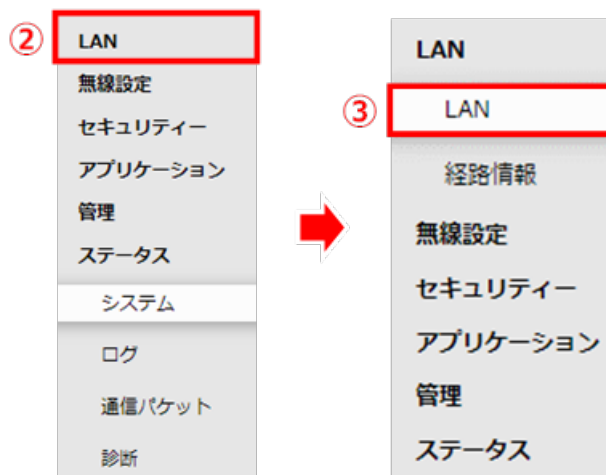 ②
LAN
無線設定
セキュリティー
アプリケーション
管理
ステータス
システム
ログ
通信パケット
診断
LAN
③
LAN
経路情報
無線設定
セキュリティー
アプリケーション
管理
ステータス